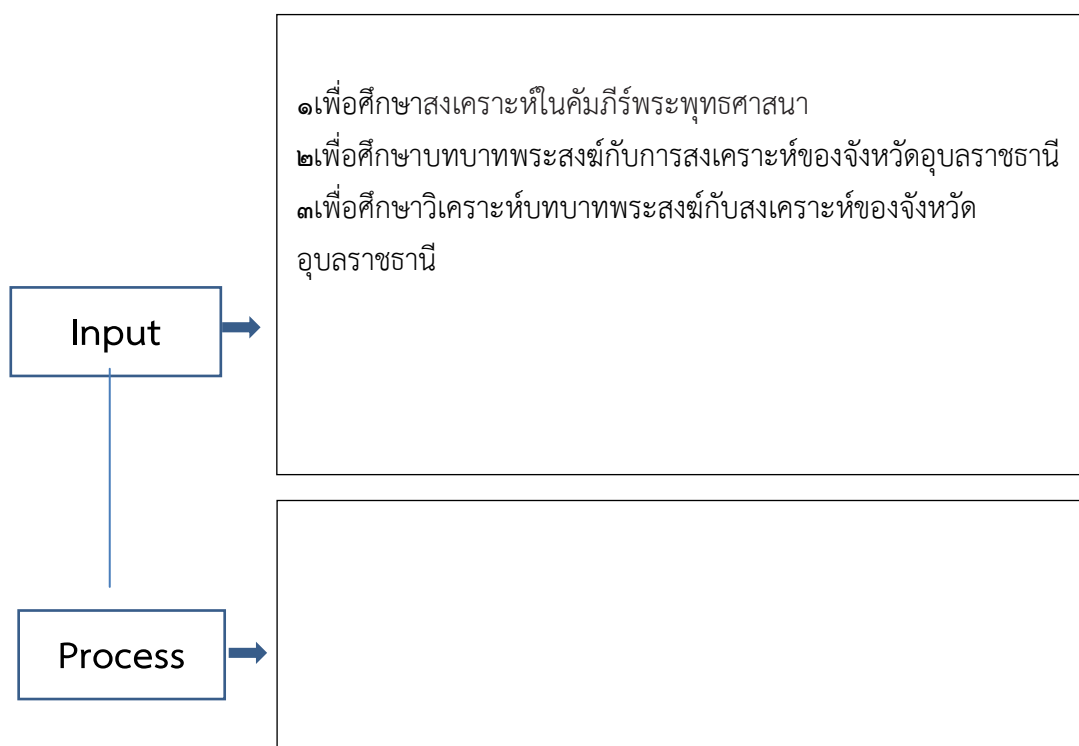 ๑เพื่อศึกษาสงเคราะห์ในคัมภีร์พระพุทธศาสนา
๒เพื่อศึกษาบทบาทพระสงฆ์กับการสงเคราะห์ของจังหวัดอุบลราชธานี
๓เพื่อศึกษาวิเคราะห์บทบาทพระสงฆ์กับสงเคราะห์ของจังหวัด
อุบลราชธานี
Input
Process